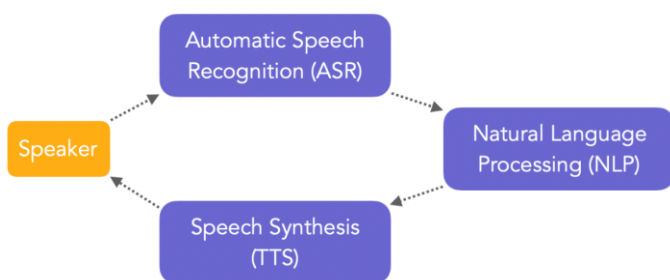 Automatic Speech
Recognition (ASR)
Speaker
Natural Language
Processing (NLP)
Speech Synthesis
(TTS)